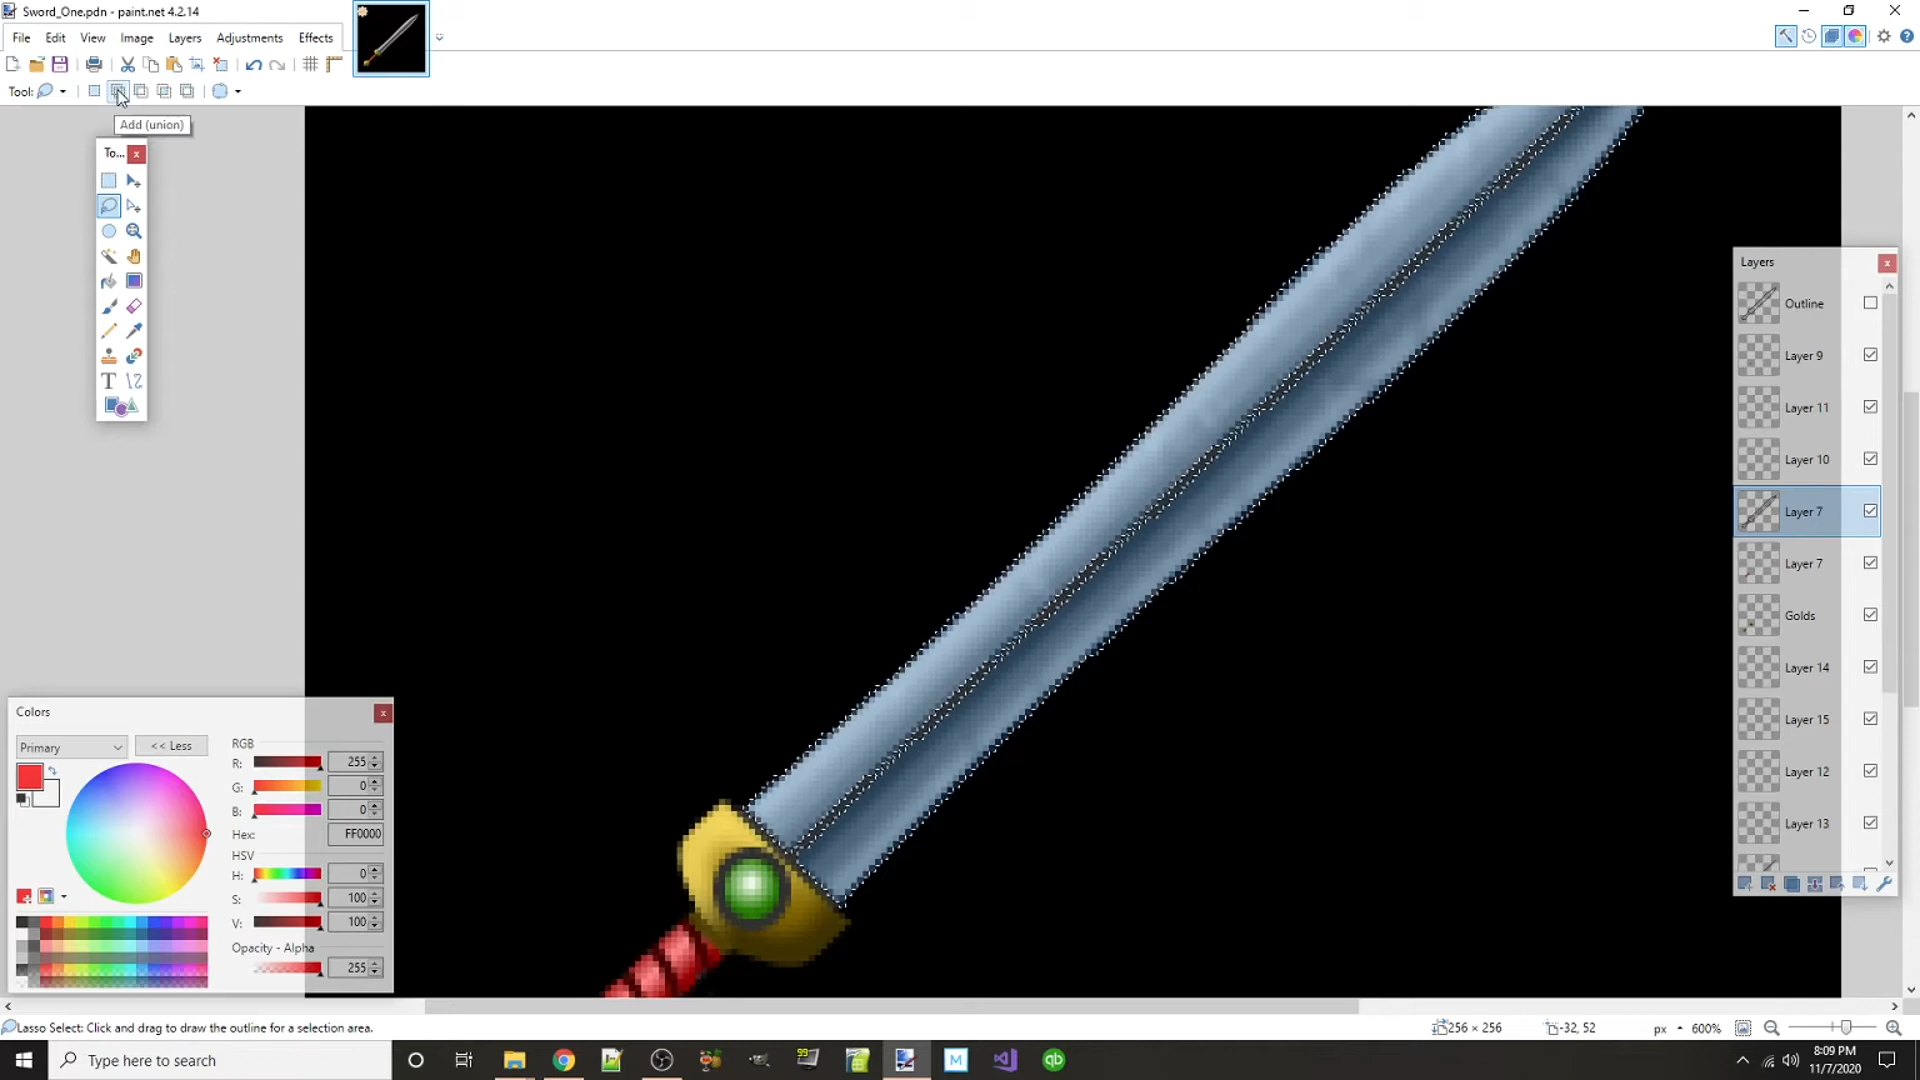 Sword_One.pdn - paint.net 4.2.14
File Edit View Image Layers Adjustments Effects
Tool:
Add (union)
To...
Layers
Outline
Layer 9
Layer 11
Layer 10
Layer 7
Layer 7
Golds
Layer 14
Layer 15
Layer 12
Layer 13
Colors
Primary
<< Less
RGB
R: 255
G: 0
B: 0
Hex: FF0000
HSV
H: 0
S: 100
V: 100
Opacity - Alpha
255
Lasso Select: Click and drag to draw the outline for a selection area.
256 × 256
-32, 52
px
600%
Type here to search
99
M
qb
8:09 PM
11/7/2020